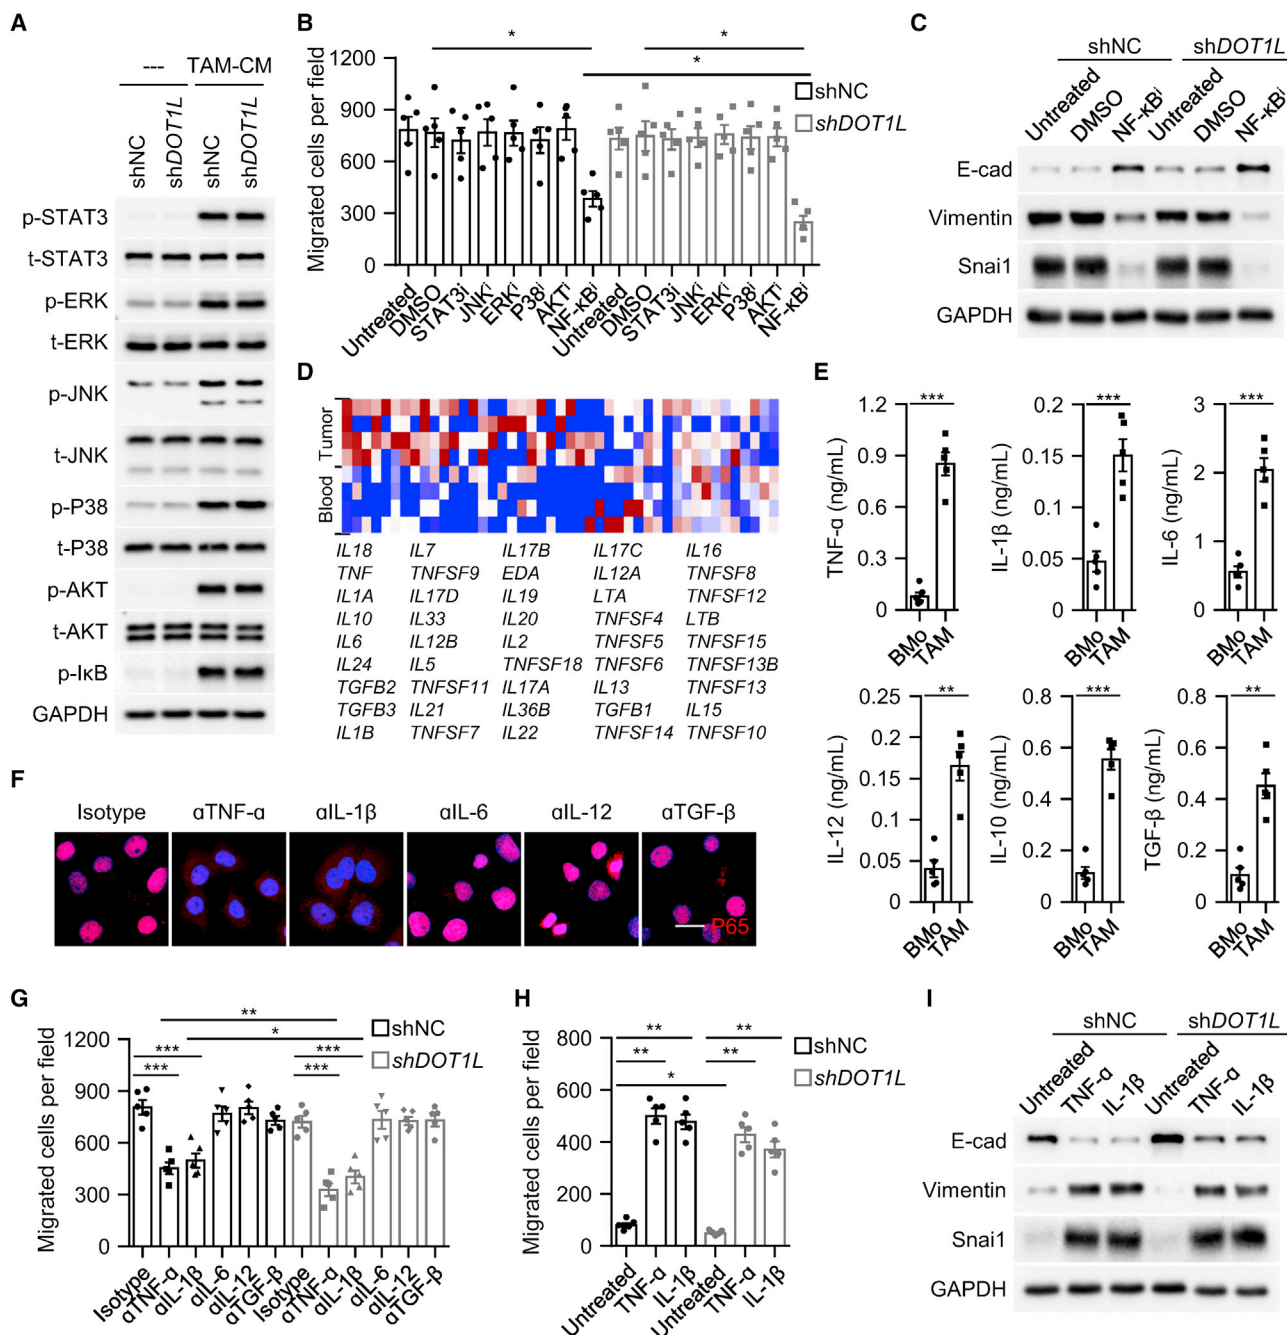 A
--- TAM-CM
shNC shDOT1L shNC shDOT1L
p-STAT3
t-STAT3
p-ERK
t-ERK
p-JNK
t-JNK
p-P38
t-P38
p-AKT
t-AKT
p-IκB
GAPDH
B
* * *
Migrated cells per field
1200
900
600
300
0
shNC
shDOT1L
Untreated DMSO STAT3i JNKⁱ ERKⁱ P38ⁱ AKTⁱ NF-κBⁱ Untreated DMSO STAT3i JNKⁱ ERKⁱ P38ⁱ AKTⁱ NF-κBⁱ
C
shNC shDOT1L
Untreated DMSO NF-κBⁱ Untreated DMSO NF-κBⁱ
E-cad
Vimentin
Snai1
GAPDH
D
Tumor
Blood
IL18 IL7 IL17B IL17C IL16
TNF TNFSF9 EDA IL12A TNFSF8
IL1A IL17D IL19 LTA TNFSF12
IL10 IL33 IL20 TNFSF4 LTB
IL6 IL12B IL2 TNFSF5 TNFSF15
IL24 IL5 TNFSF18 TNFSF6 TNFSF13B
TGFB2 TNFSF11 IL17A IL13 TNFSF13
TGFB3 IL21 IL36B TGFB1 IL15
IL1B TNFSF7 IL22 TNFSF14 TNFSF10
E
TNF-α (ng/mL)
1.2
0.9
0.6
0.3
0
***
BMo TAM
IL-1β (ng/mL)
0.2
0.15
0.1
0.05
0
***
BMo TAM
IL-6 (ng/mL)
3
2
1
0
***
BMo TAM
IL-12 (ng/mL)
0.25
0.2
0.15
0.1
0.05
0
**
BMo TAM
IL-10 (ng/mL)
0.8
0.6
0.4
0.2
0
***
BMo TAM
TGF-β (ng/mL)
0.8
0.6
0.4
0.2
0
**
BMo TAM
F
Isotype αTNF-α αIL-1β αIL-6 αIL-12 αTGF-β
P65
G
** * *** *** *** ***
Migrated cells per field
1200
900
600
300
0
shNC
shDOT1L
Isotype αTNF-α αIL-1β αIL-6 αIL-12 αTGF-β Isotype αTNF-α αIL-1β αIL-6 αIL-12 αTGF-β
H
** ** ** ** *
Migrated cells per field
800
600
400
200
0
shNC
shDOT1L
Untreated TNF-α IL-1β Untreated TNF-α IL-1β
I
shNC shDOT1L
Untreated TNF-α IL-1β Untreated TNF-α IL-1β
E-cad
Vimentin
Snai1
GAPDH